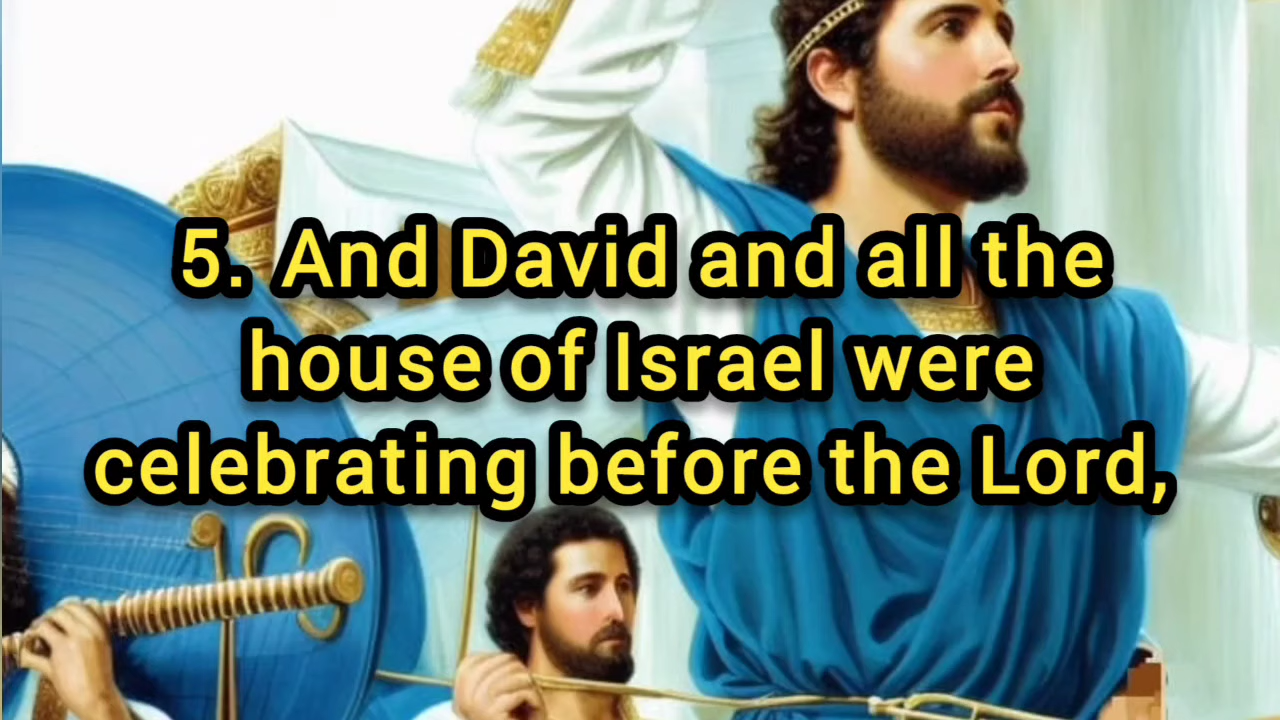 5. And David and all the
house of Israel were
celebrating before the Lord,